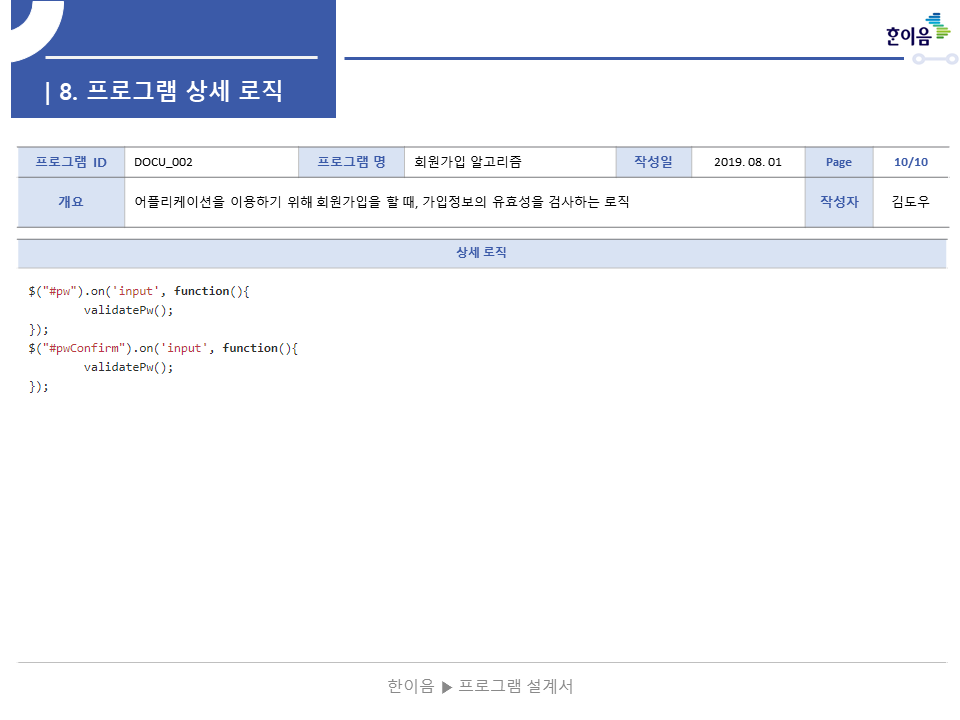 한이음
| 8. 프로그램 상세 로직
프로그램 ID DOCU_002 프로그램 명 회원가입 알고리즘 작성일 2019. 08. 01 Page 10/10
개요 어플리케이션을 이용하기 위해 회원가입을 할 때, 가입정보의 유효성을 검사하는 로직 작성자 김도우
상세 로직
$("#pw").on('input', function(){
validatePw();
});
$("#pwConfirm").on('input', function(){
validatePw();
});
한이음 ▶ 프로그램 설계서